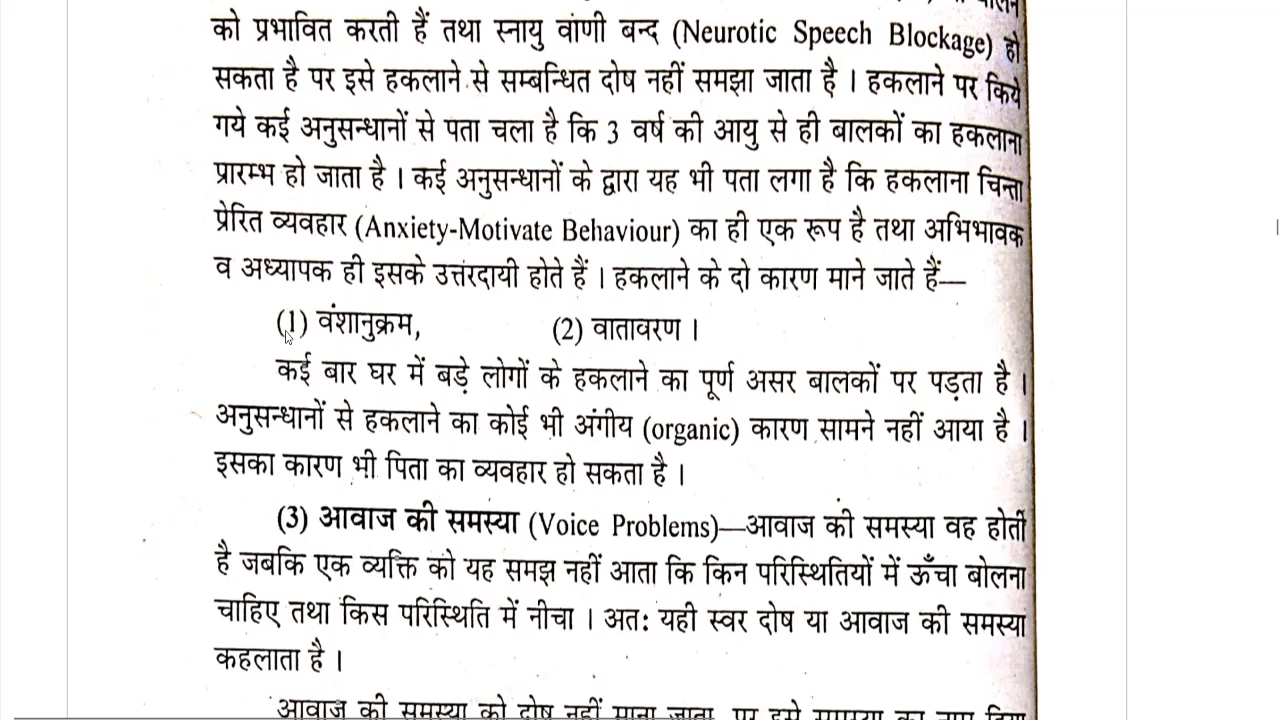 को प्रभावित करती हैं तथा स्नायु वाणी बन्द (Neurotic Speech Blockage) हो
सकता है पर इसे हकलाने से सम्बन्धित दोष नहीं समझा जाता है । हकलाने पर किये
गये कई अनुसन्धानों से पता चला है कि 3 वर्ष की आयु से ही बालकों का हकलाना
प्रारम्भ हो जाता है । कई अनुसन्धानों के द्वारा यह भी पता लगा है कि हकलाना चिन्ता
प्रेरित व्यवहार (Anxiety-Motivate Behaviour) का ही एक रूप है तथा अभिभावक
व अध्यापक ही इसके उत्तरदायी होते हैं । हकलाने के दो कारण माने जाते हैं—
(1) वंशानुक्रम, (2) वातावरण ।
कई बार घर में बड़े लोगों के हकलाने का पूर्ण असर बालकों पर पड़ता है ।
अनुसन्धानों से हकलाने का कोई भी अंगीय (organic) कारण सामने नहीं आया है ।
इसका कारण भी पिता का व्यवहार हो सकता है ।
(3) आवाज की समस्या (Voice Problems)—आवाज की समस्या वह होती
है जबकि एक व्यक्ति को यह समझ नहीं आता कि किन परिस्थितियों में ऊँचा बोलना
चाहिए तथा किस परिस्थिति में नीचा । अतः यही स्वर दोष या आवाज की समस्या
कहलाता है ।
आवाज की समस्या को दोष नहीं माना जाता, पर इसे समस्या का नाम दिया